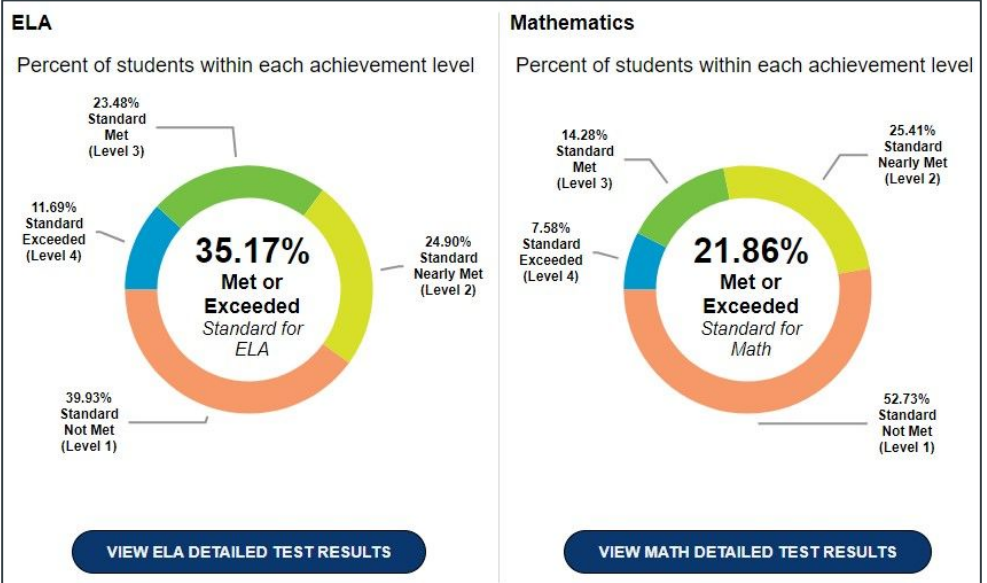 ELA
Percent of students within each achievement level
23.48%
Standard
Met
(Level 3)
11.69%
Standard
Exceeded
(Level 4)
35.17%
Met or
Exceeded
Standard for
ELA
24.90%
Standard
Nearly Met
(Level 2)
39.93%
Standard
Not Met
(Level 1)
VIEW ELA DETAILED TEST RESULTS
Mathematics
Percent of students within each achievement level
14.28%
Standard
Met
(Level 3)
25.41%
Standard
Nearly Met
(Level 2)
7.58%
Standard
Exceeded
(Level 4)
21.86%
Met or
Exceeded
Standard for
Math
52.73%
Standard
Not Met
(Level 1)
VIEW MATH DETAILED TEST RESULTS